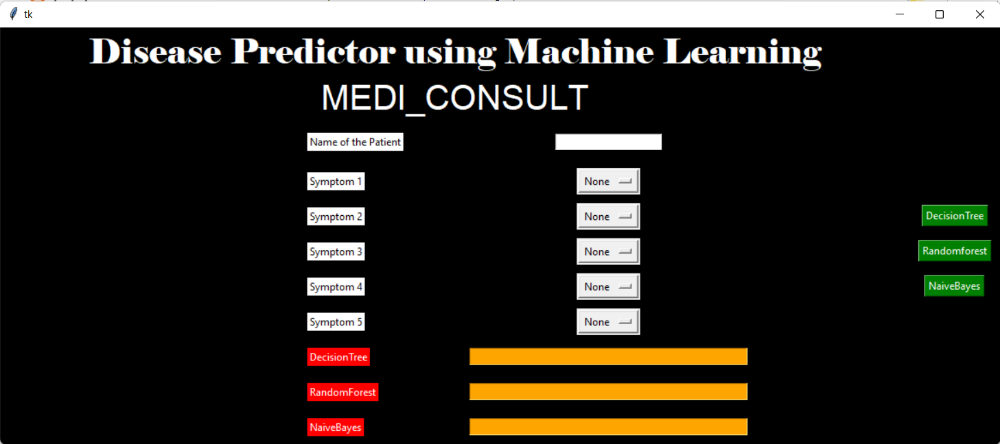 tk
Disease Predictor using Machine Learning
MEDI_CONSULT
Name of the Patient
Symptom 1 None
Symptom 2 None DecisionTree
Symptom 3 None Randomforest
Symptom 4 None NaiveBayes
Symptom 5 None
DecisionTree
RandomForest
NaiveBayes